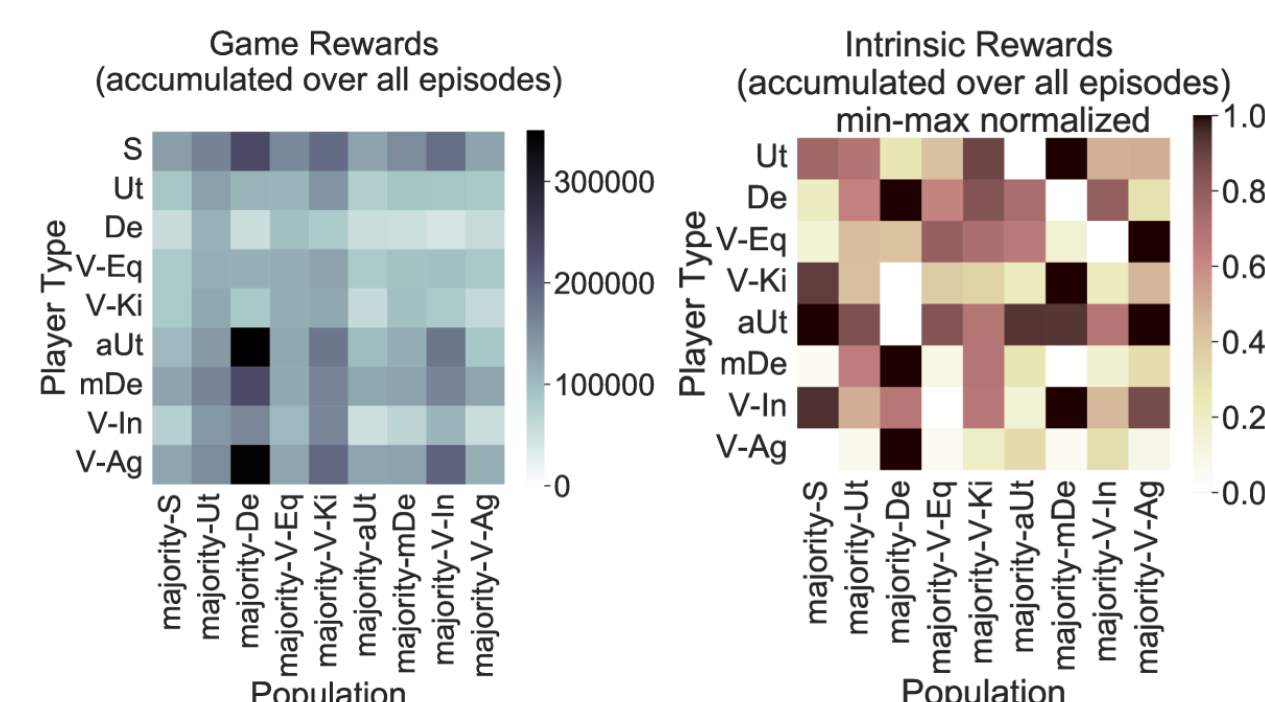 Game Rewards
(accumulated over all episodes)
Player Type
S
Ut
De
V-Eq
V-Ki
aUt
mDe
V-In
V-Ag
300000
200000
100000
0
majority-S
majority-Ut
majority-De
majority-V-Eq
majority-V-Ki
majority-aUt
majority-mDe
majority-V-In
majority-V-Ag
Population
Intrinsic Rewards
(accumulated over all episodes)
min-max normalized
Player Type
Ut
De
V-Eq
V-Ki
aUt
mDe
V-In
V-Ag
1.0
0.8
0.6
0.4
0.2
0.0
majority-S
majority-Ut
majority-De
majority-V-Eq
majority-V-Ki
majority-aUt
majority-mDe
majority-V-In
majority-V-Ag
Population